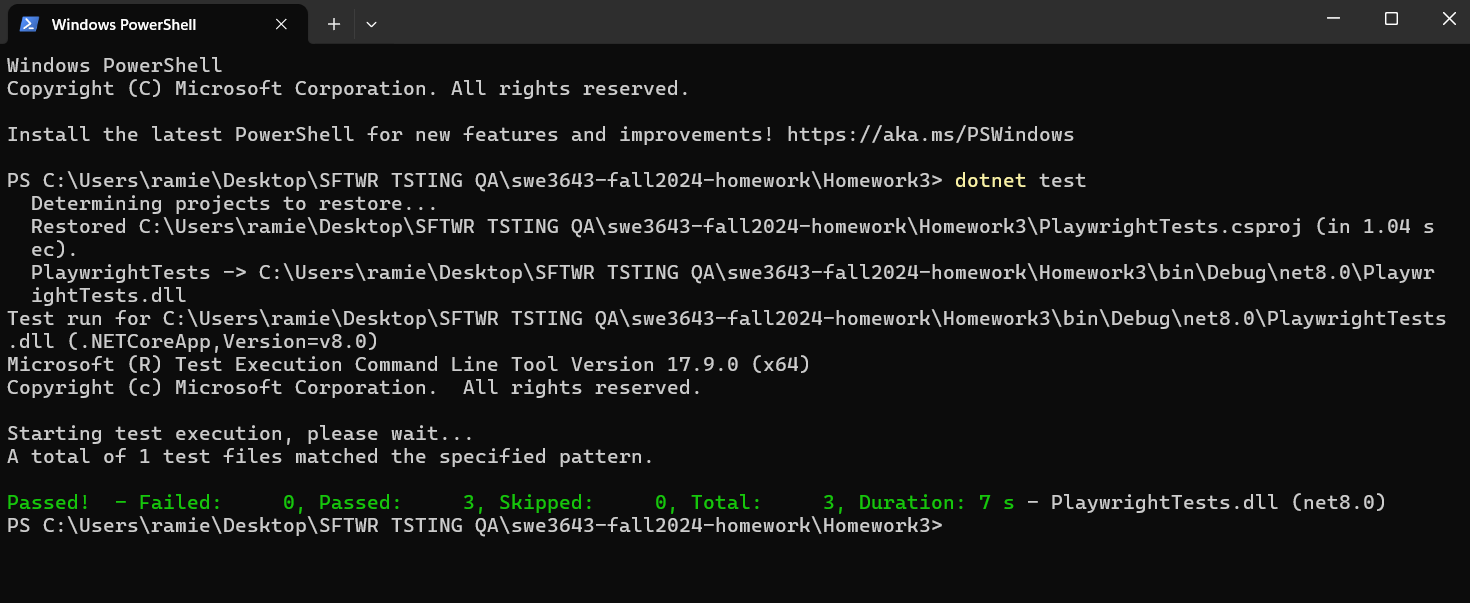 Windows PowerShell
Windows PowerShell
Copyright (C) Microsoft Corporation. All rights reserved.
Install the latest PowerShell for new features and improvements! https://aka.ms/PSWindows
PS C:\Users\ramie\Desktop\SFTWR TSTING QA\swe3643-fall2024-homework\Homework3> dotnet test
  Determining projects to restore...
  Restored C:\Users\ramie\Desktop\SFTWR TSTING QA\swe3643-fall2024-homework\Homework3\PlaywrightTests.csproj (in 1.04 s
  ec).
  PlaywrightTests -> C:\Users\ramie\Desktop\SFTWR TSTING QA\swe3643-fall2024-homework\Homework3\bin\Debug\net8.0\Playwr
  ightTests.dll
Test run for C:\Users\ramie\Desktop\SFTWR TSTING QA\swe3643-fall2024-homework\Homework3\bin\Debug\net8.0\PlaywrightTests
.dll (.NETCoreApp,Version=v8.0)
Microsoft (R) Test Execution Command Line Tool Version 17.9.0 (x64)
Copyright (c) Microsoft Corporation.  All rights reserved.
Starting test execution, please wait...
A total of 1 test files matched the specified pattern.
Passed!  - Failed:     0, Passed:     3, Skipped:     0, Total:     3, Duration: 7 s - PlaywrightTests.dll (net8.0)
PS C:\Users\ramie\Desktop\SFTWR TSTING QA\swe3643-fall2024-homework\Homework3>